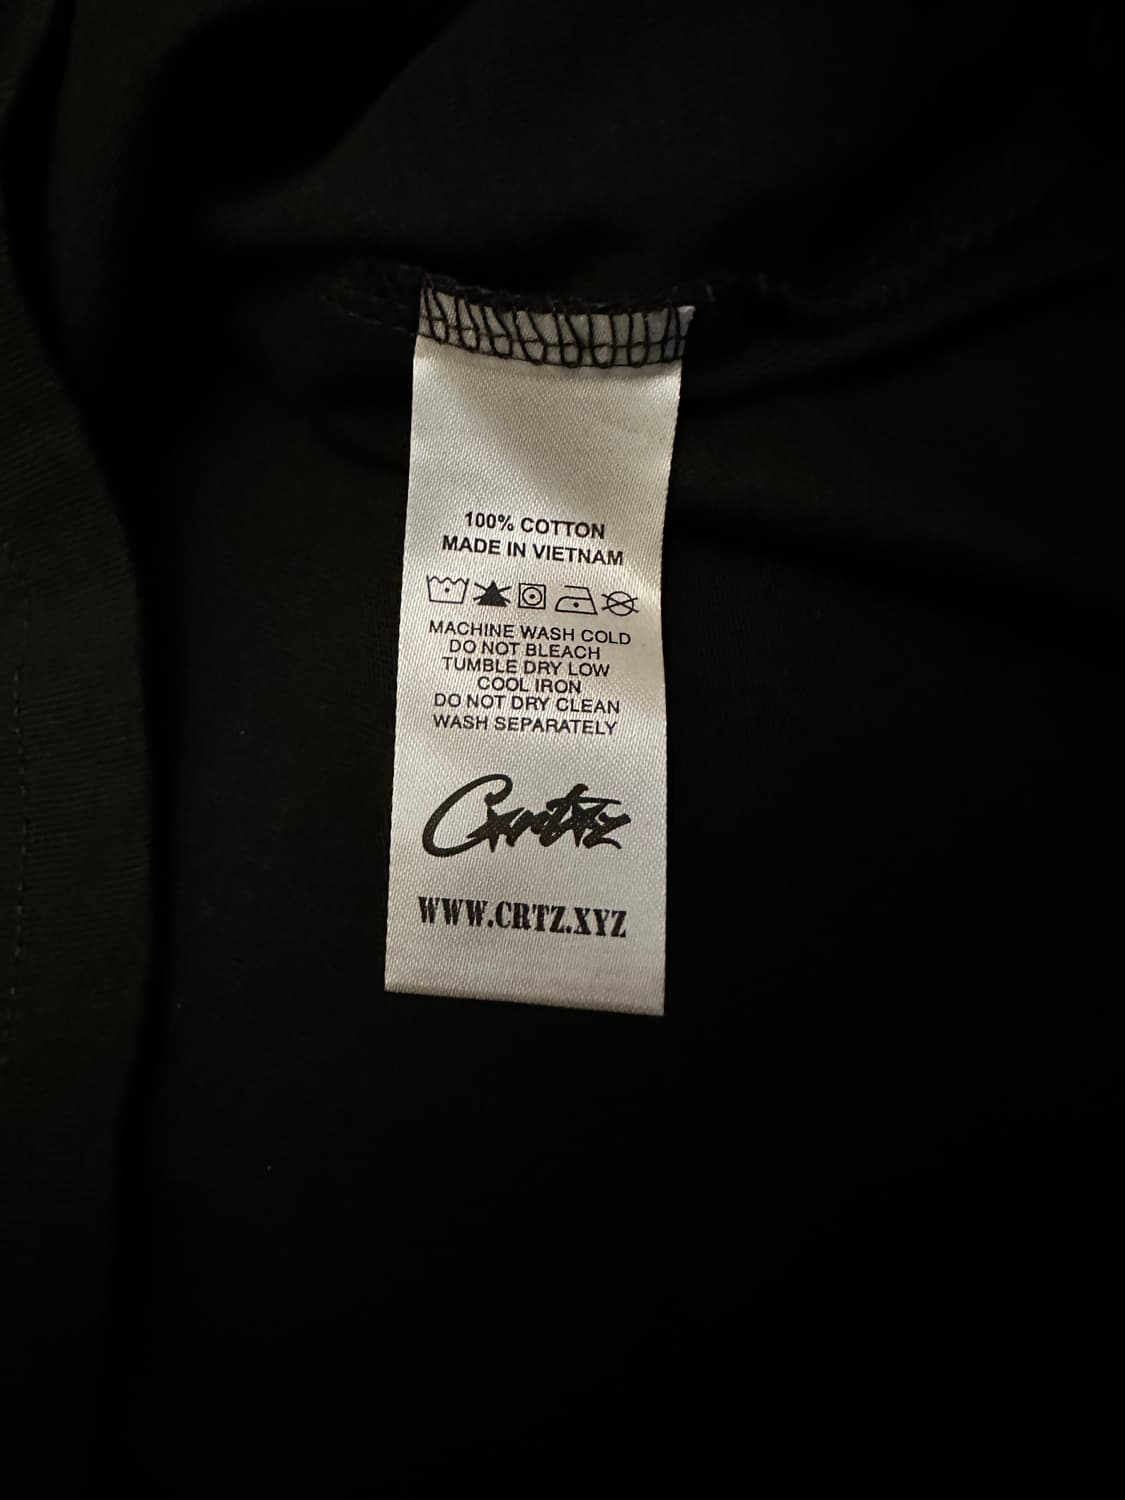 100% COTTON
MADE IN VIETNAM
MACHINE WASH COLD
DO NOT BLEACH
TUMBLE DRY LOW
COOL IRON
DO NOT DRY CLEAN
WASH SEPARATELY
Crtz
WWW.CRTZ.XYZ